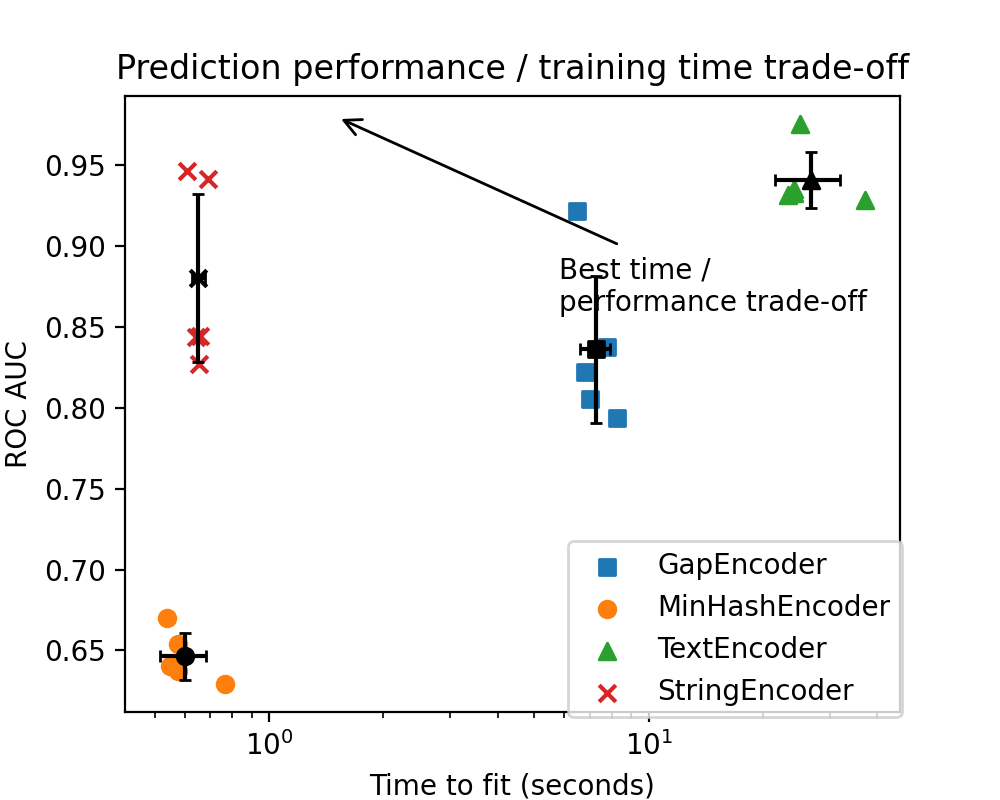 Prediction performance / training time trade-off
0.95
0.90
0.85
0.80
0.75
0.70
0.65
ROC AUC
Best time /
performance trade-off
GapEncoder
MinHashEncoder
TextEncoder
StringEncoder
10⁰
10¹
Time to fit (seconds)